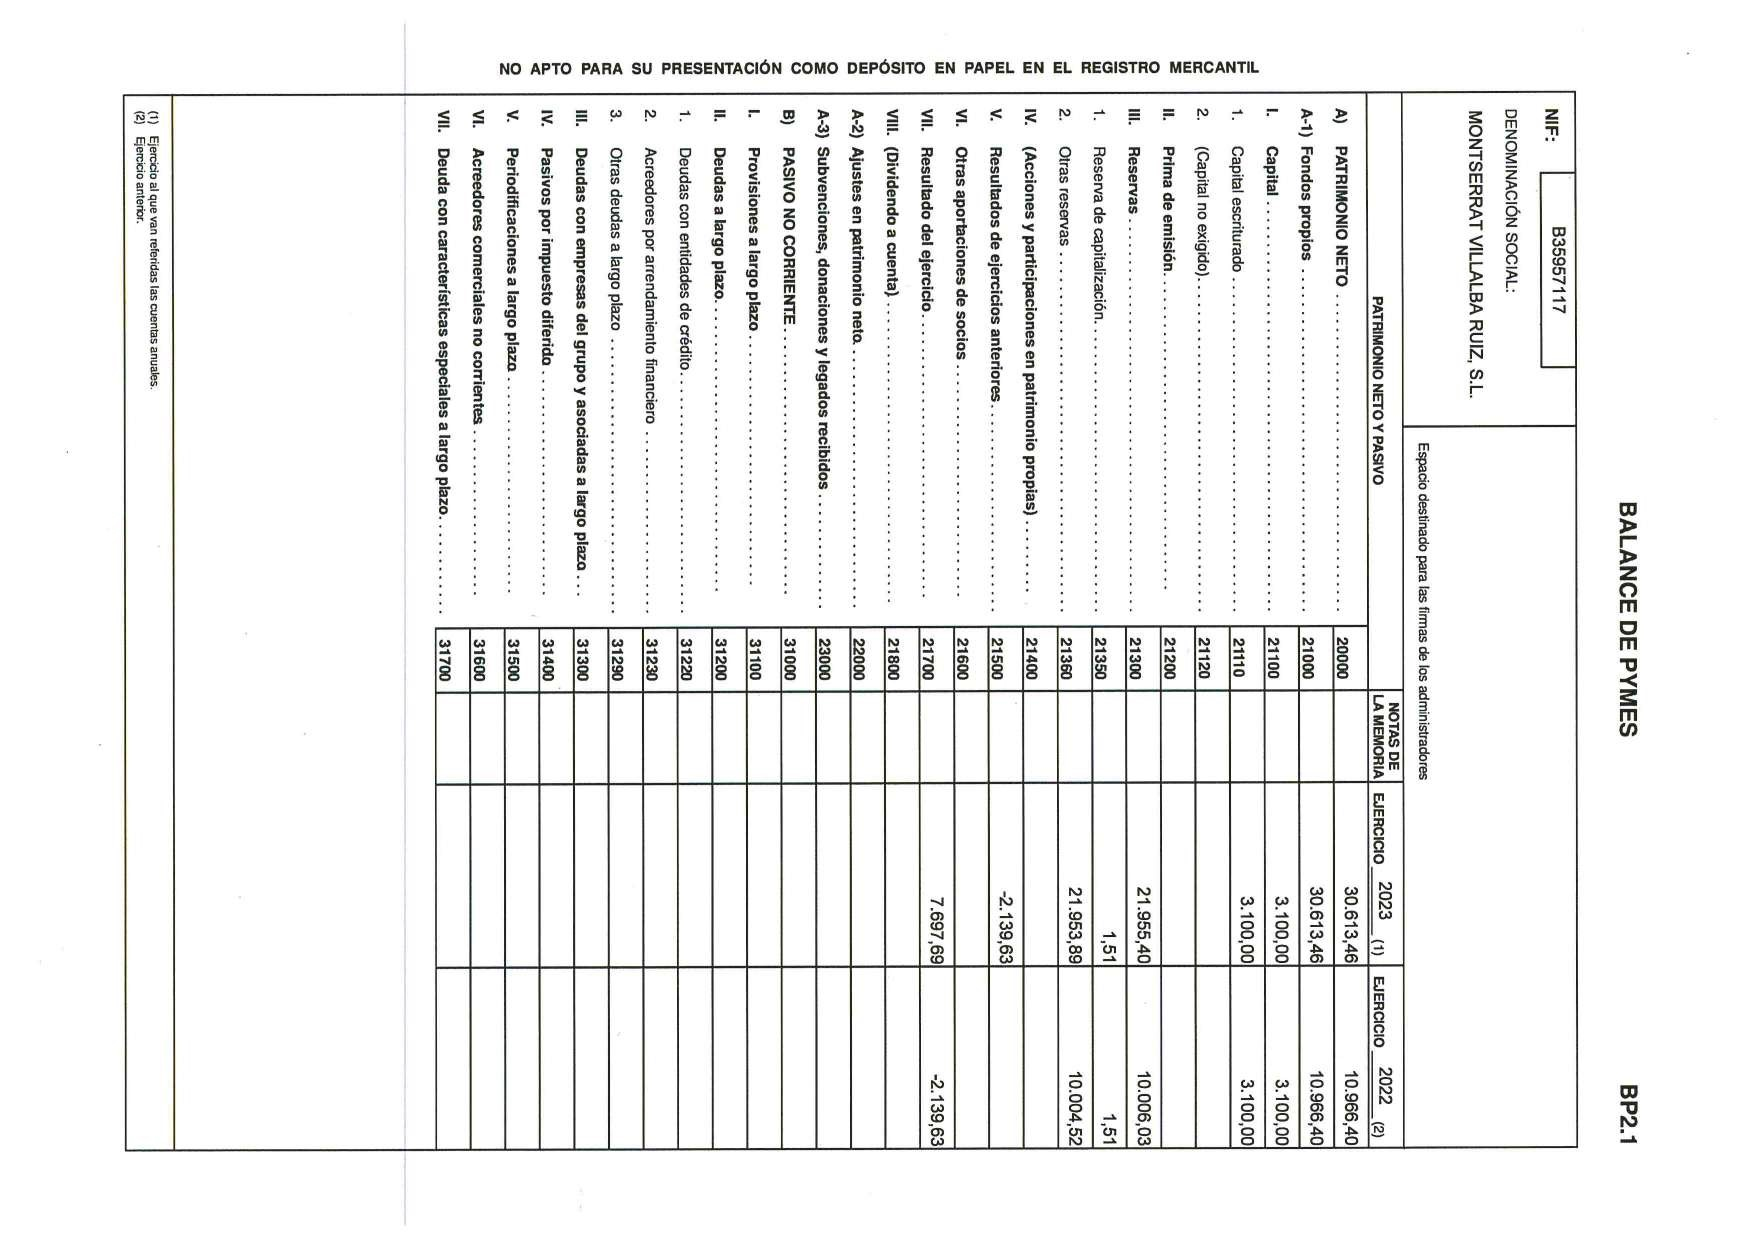 BALANCE DE PYMES BP2.1
NIF: B35957117
DENOMINACIÓN SOCIAL:
MONTSERRAT VILLALBA RUIZ, S.L.
Espacio destinado para las firmas de los administradores
PATRIMONIO NETO Y PASIVO NOTAS DE LA MEMORIA EJERCICIO 2023 (1) EJERCICIO 2022 (2)
A) PATRIMONIO NETO 20000 30.613,46 10.966,40
A-1) Fondos propios 21000 30.613,46 10.966,40
I. Capital 21100 3.100,00 3.100,00
1. Capital escriturado 21110 3.100,00 3.100,00
2. (Capital no exigido) 21120
II. Prima de emisión 21200
III. Reservas 21300 21.955,40 10.006,03
1. Reserva de capitalización 21350 1,51 1,51
2. Otras reservas 21360 21.953,89 10.004,52
IV. (Acciones y participaciones en patrimonio propias) 21400
V. Resultados de ejercicios anteriores 21500 -2.139,63
VI. Otras aportaciones de socios 21600
VII. Resultado del ejercicio 21700 7.697,69 -2.139,63
VIII. (Dividendo a cuenta) 21800
A-2) Ajustes en patrimonio neto 22000
A-3) Subvenciones, donaciones y legados recibidos 23000
B) PASIVO NO CORRIENTE 31000
I. Provisiones a largo plazo 31100
II. Deudas a largo plazo 31200
1. Deudas con entidades de crédito 31220
2. Acreedores por arrendamiento financiero 31230
3. Otras deudas a largo plazo 31290
III. Deudas con empresas del grupo y asociadas a largo plazo 31300
IV. Pasivos por impuesto diferido 31400
V. Periodificaciones a largo plazo 31500
VI. Acreedores comerciales no corrientes 31600
VII. Deuda con características especiales a largo plazo 31700
(1) Ejercicio al que van referidas las cuentas anuales.
(2) Ejercicio anterior.
NO APTO PARA SU PRESENTACIÓN COMO DEPÓSITO EN PAPEL EN EL REGISTRO MERCANTIL